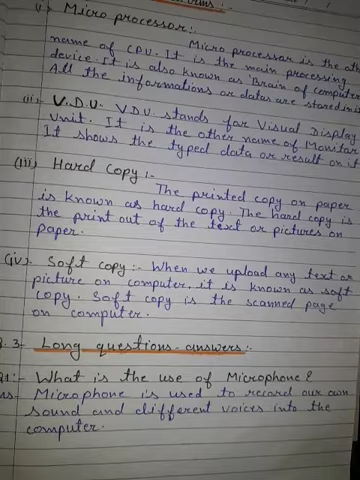 i) Micro processor:
Micro processor is the oth
name of CPU. It is the main processing
device. It is also known as Brain of computer
All the informations or datas are stored in it
(ii) V.D.U. VDU stands for Visual Display
Unit. It is the other name of Monitor
It shows the typed data or result on it
(iii) Hard Copy :-
The printed copy on paper
is known as hard copy. The hard copy is
the print out of the text or pictures on
paper.
(iv) Soft copy:- When we upload any text or
picture on computer. it is known as soft
copy. Soft copy is the scanned page
on computer.
Q.3- Long questions-answers:-
Q1:- What is the use of Microphone?
Ans- Microphone is used to record our own
sound and different voices into the
computer.